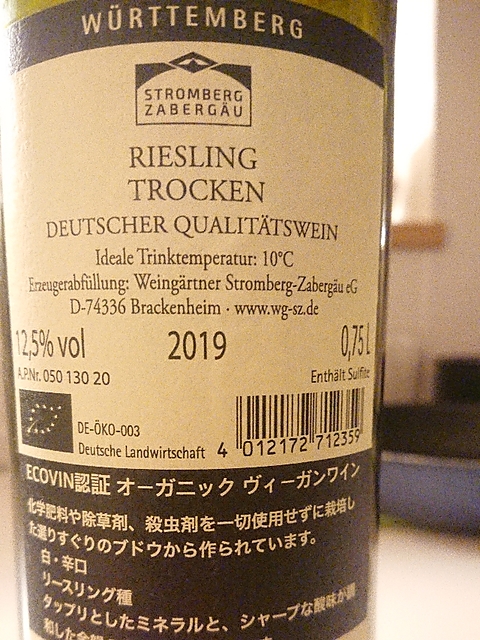 WÜRTTEMBERG
STROMBERG
ZABERGÄU
RIESLING
TROCKEN
DEUTSCHER QUALITÄTSWEIN
Ideale Trinktemperatur: 10°C
Erzeugerabfüllung: Weingärtner Stromberg-Zabergäu eG
D-74336 Brackenheim · www.wg-sz.de
12,5% vol 2019 0,75 L
A.P.Nr. 050 130 20 Enthält Sulfite
DE-ÖKO-003
Deutsche Landwirtschaft
4 012172 712359
ECOVIN認証 オーガニック ヴィーガンワイン
化学肥料や除草剤、殺虫剤を一切使用せずに栽培し
た選りすぐりのブドウから作られています。
白・辛口
リースリング種
タップリとしたミネラルと、シャープな酸味が調
和した